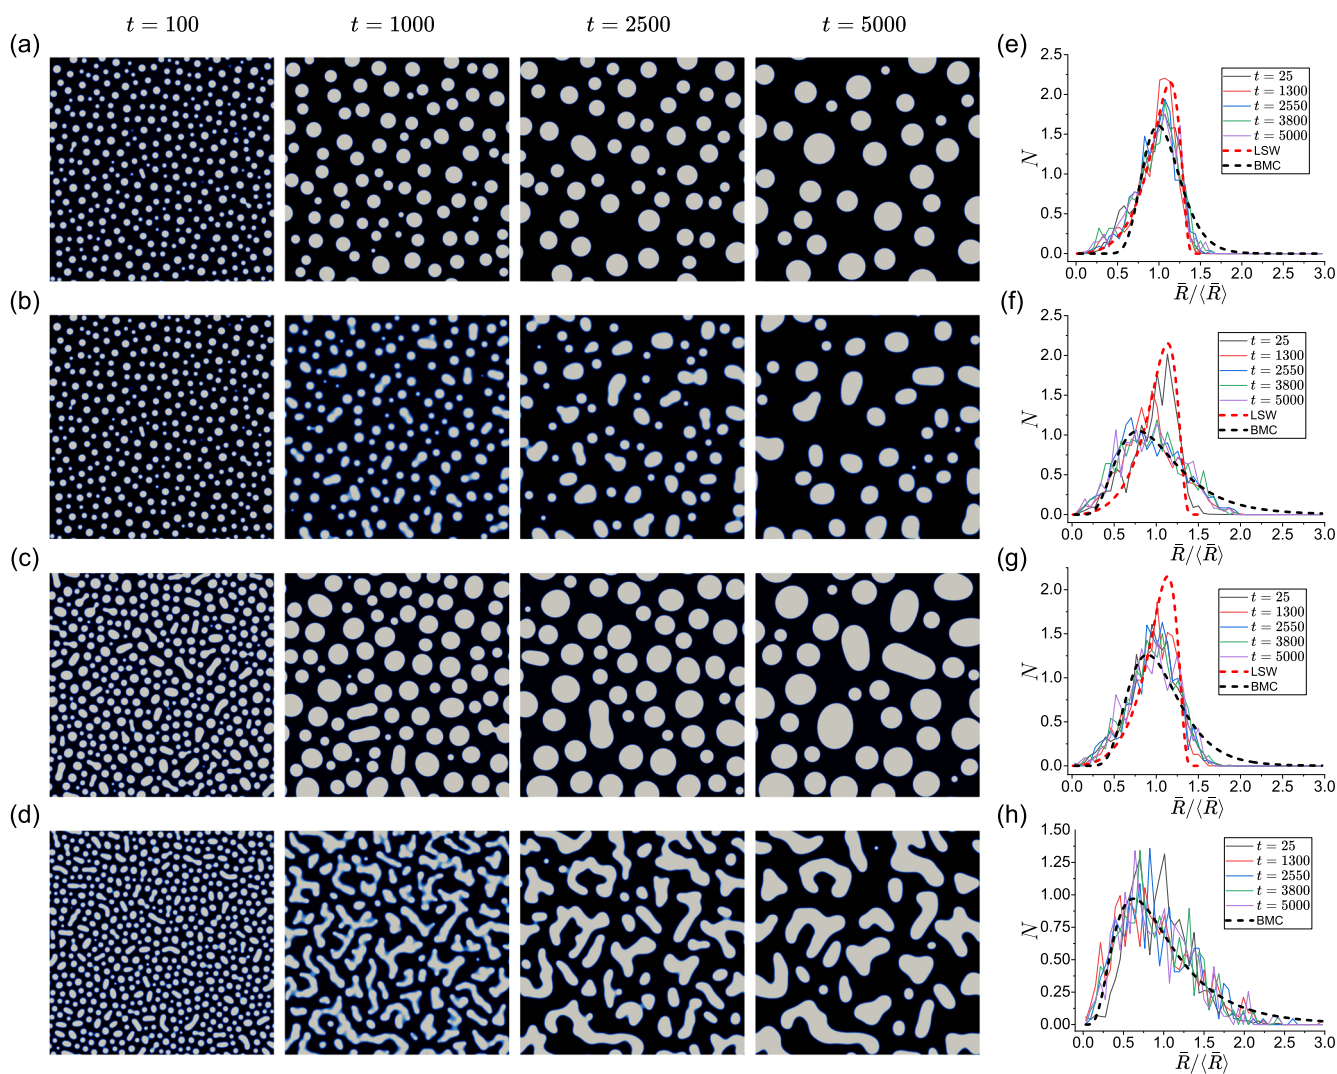 t = 100 t = 1000 t = 2500 t = 5000
(a)
(b)
(c)
(d)
(e)
2.5
2.0
1.5
1.0
0.5
0.0
N
t = 25
t = 1300
t = 2550
t = 3800
t = 5000
LSW
BMC
0.0 0.5 1.0 1.5 2.0 2.5 3.0
R̄/⟨R̄⟩
(f)
2.5
2.0
1.5
1.0
0.5
0.0
N
t = 25
t = 1300
t = 2550
t = 3800
t = 5000
LSW
BMC
0.0 0.5 1.0 1.5 2.0 2.5 3.0
R̄/⟨R̄⟩
(g)
2.0
1.5
1.0
0.5
0.0
N
t = 25
t = 1300
t = 2550
t = 3800
t = 5000
LSW
BMC
0.0 0.5 1.0 1.5 2.0 2.5 3.0
R̄/⟨R̄⟩
(h)
1.50
1.25
1.00
0.75
0.50
0.25
0.00
N
t = 25
t = 1300
t = 2550
t = 3800
t = 5000
BMC
0.0 0.5 1.0 1.5 2.0 2.5 3.0
R̄/⟨R̄⟩